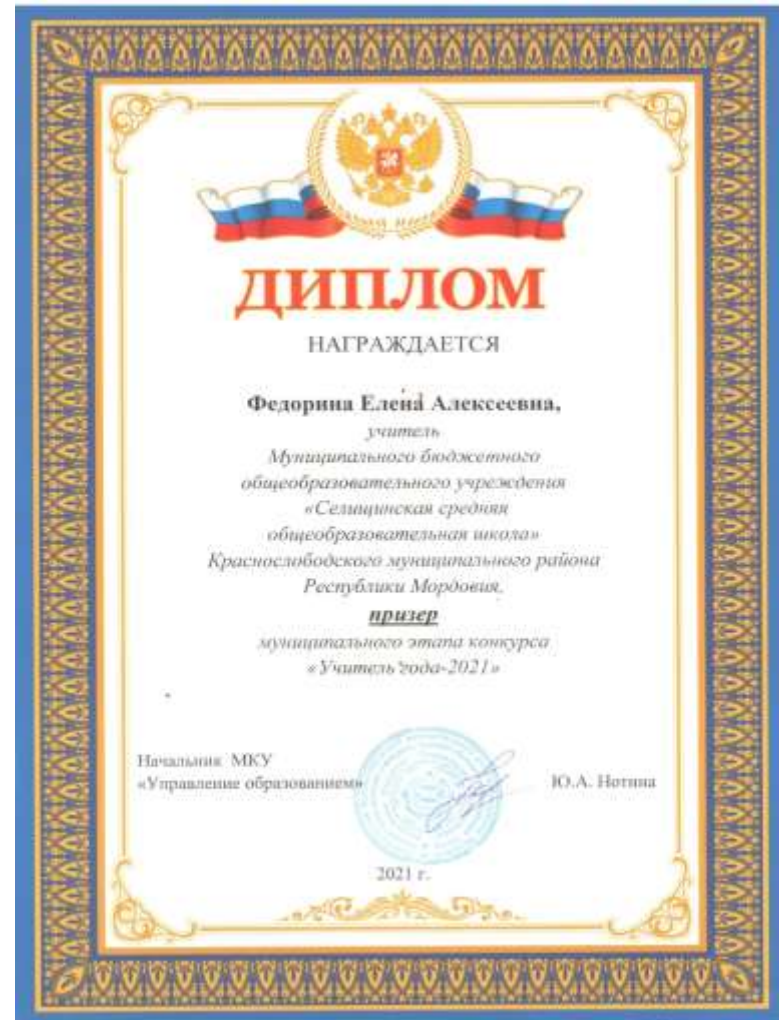 ДИПЛОМ
НАГРАЖДАЕТСЯ
Федорина Елена Алексеевна,
учитель
Муниципального бюджетного
общеобразовательного учреждения
«Селищинская средняя
общеобразовательная школа»
Краснослободского муниципального района
Республики Мордовия,
призер
муниципального этапа конкурса
«Учитель года-2021»
Начальник МКУ
«Управление образованием»
Ю.А. Нотина
2021 г.